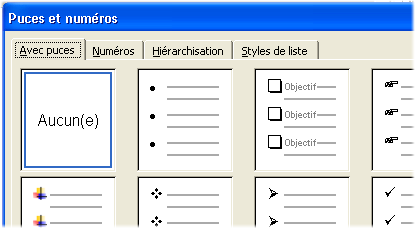 Puces et numéros
Avec puces Numéros Hiérarchisation Styles de liste
Aucun(e)
Objectif
Objectif
Objectif